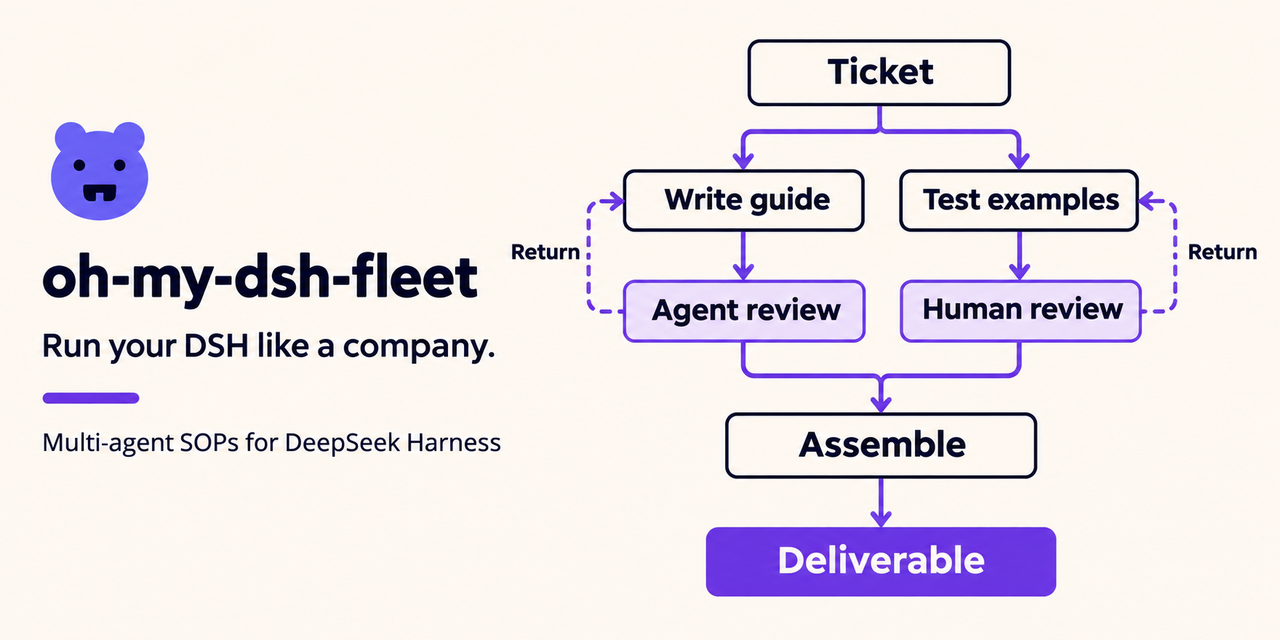 oh-my-dsh-fleet
Run your DSH like a company.
Multi-agent SOPs for DeepSeek Harness
Ticket
Write guide
Test examples
Return
Return
Agent review
Human review
Assemble
Deliverable